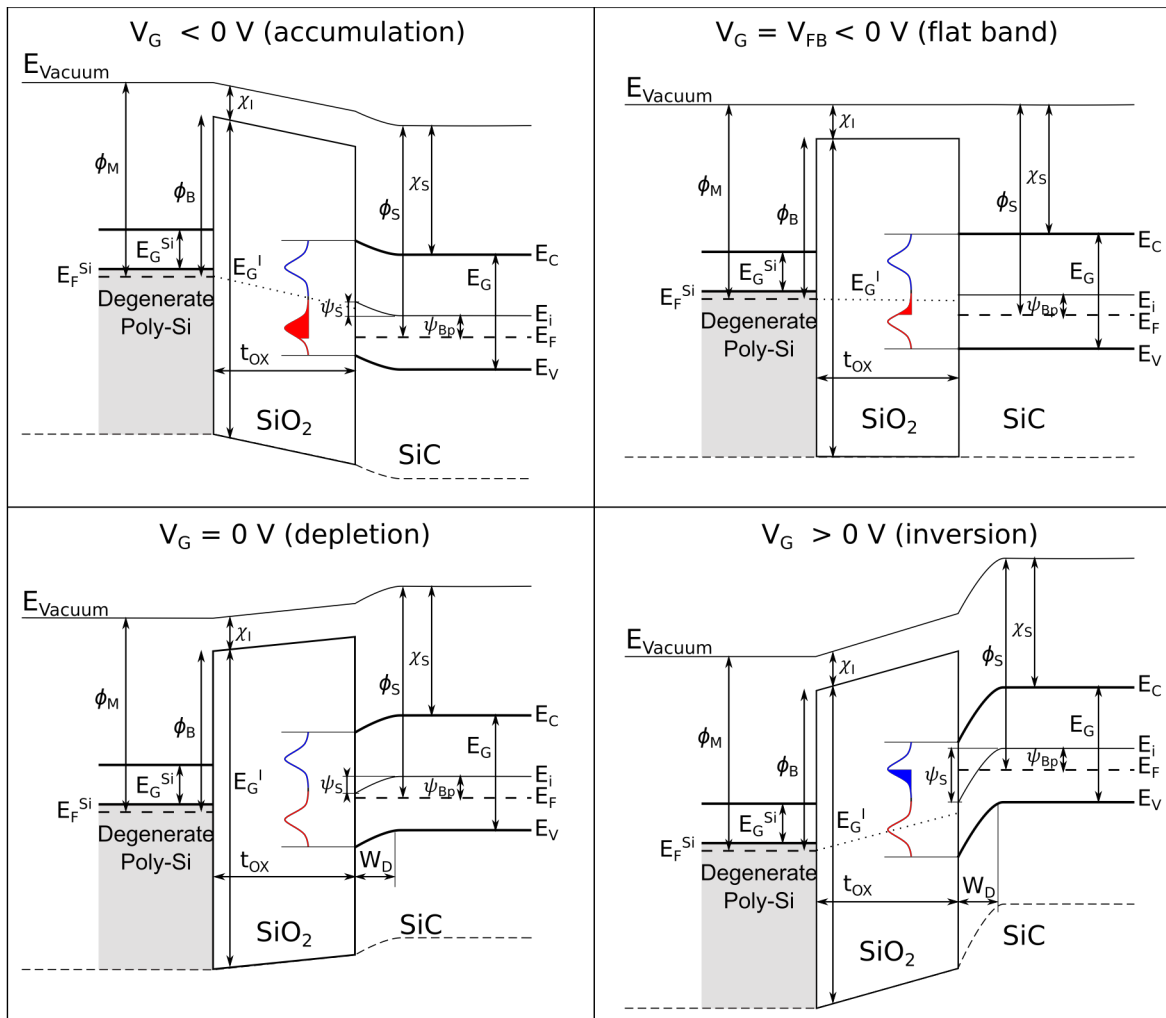 V_G < 0 V (accumulation)
E_Vacuum
χ_I
ϕ_M
ϕ_B
χ_S
ϕ_S
E_G^Si
E_F^Si
E_G^I
Degenerate
Poly-Si
ψ_S
ψ_Bp
E_C
E_G
E_i
E_F
E_V
t_OX
SiO₂
SiC
V_G = V_FB < 0 V (flat band)
E_Vacuum
χ_I
ϕ_M
ϕ_B
χ_S
ϕ_S
E_G^Si
E_F^Si
E_G^I
Degenerate
Poly-Si
ψ_Bp
E_C
E_G
E_i
E_F
E_V
t_OX
SiO₂
SiC
V_G = 0 V (depletion)
E_Vacuum
χ_I
ϕ_M
ϕ_B
χ_S
ϕ_S
E_G^Si
E_F^Si
E_G^I
Degenerate
Poly-Si
ψ_S
ψ_Bp
E_C
E_G
E_i
E_F
E_V
t_OX
W_D
SiO₂
SiC
V_G > 0 V (inversion)
E_Vacuum
χ_I
ϕ_M
ϕ_B
χ_S
ϕ_S
E_G^Si
E_F^Si
E_G^I
Degenerate
Poly-Si
ψ_S
ψ_Bp
E_C
E_G
E_i
E_F
E_V
t_OX
W_D
SiO₂
SiC